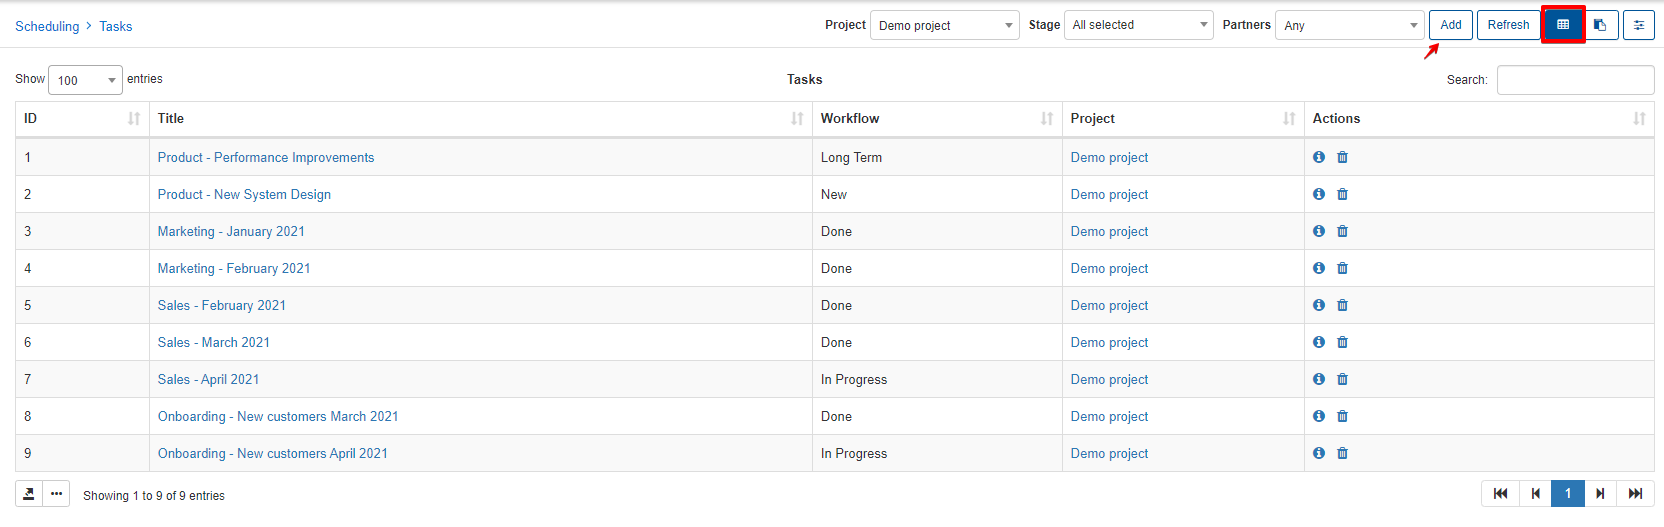 Scheduling > Tasks Project Demo project Stage All selected Partners Any Add Refresh
Show 100 entries Tasks Search:
ID Title Workflow Project Actions
1 Product - Performance Improvements Long Term Demo project
2 Product - New System Design New Demo project
3 Marketing - January 2021 Done Demo project
4 Marketing - February 2021 Done Demo project
5 Sales - February 2021 Done Demo project
6 Sales - March 2021 Done Demo project
7 Sales - April 2021 In Progress Demo project
8 Onboarding - New customers March 2021 Done Demo project
9 Onboarding - New customers April 2021 In Progress Demo project
Showing 1 to 9 of 9 entries 1